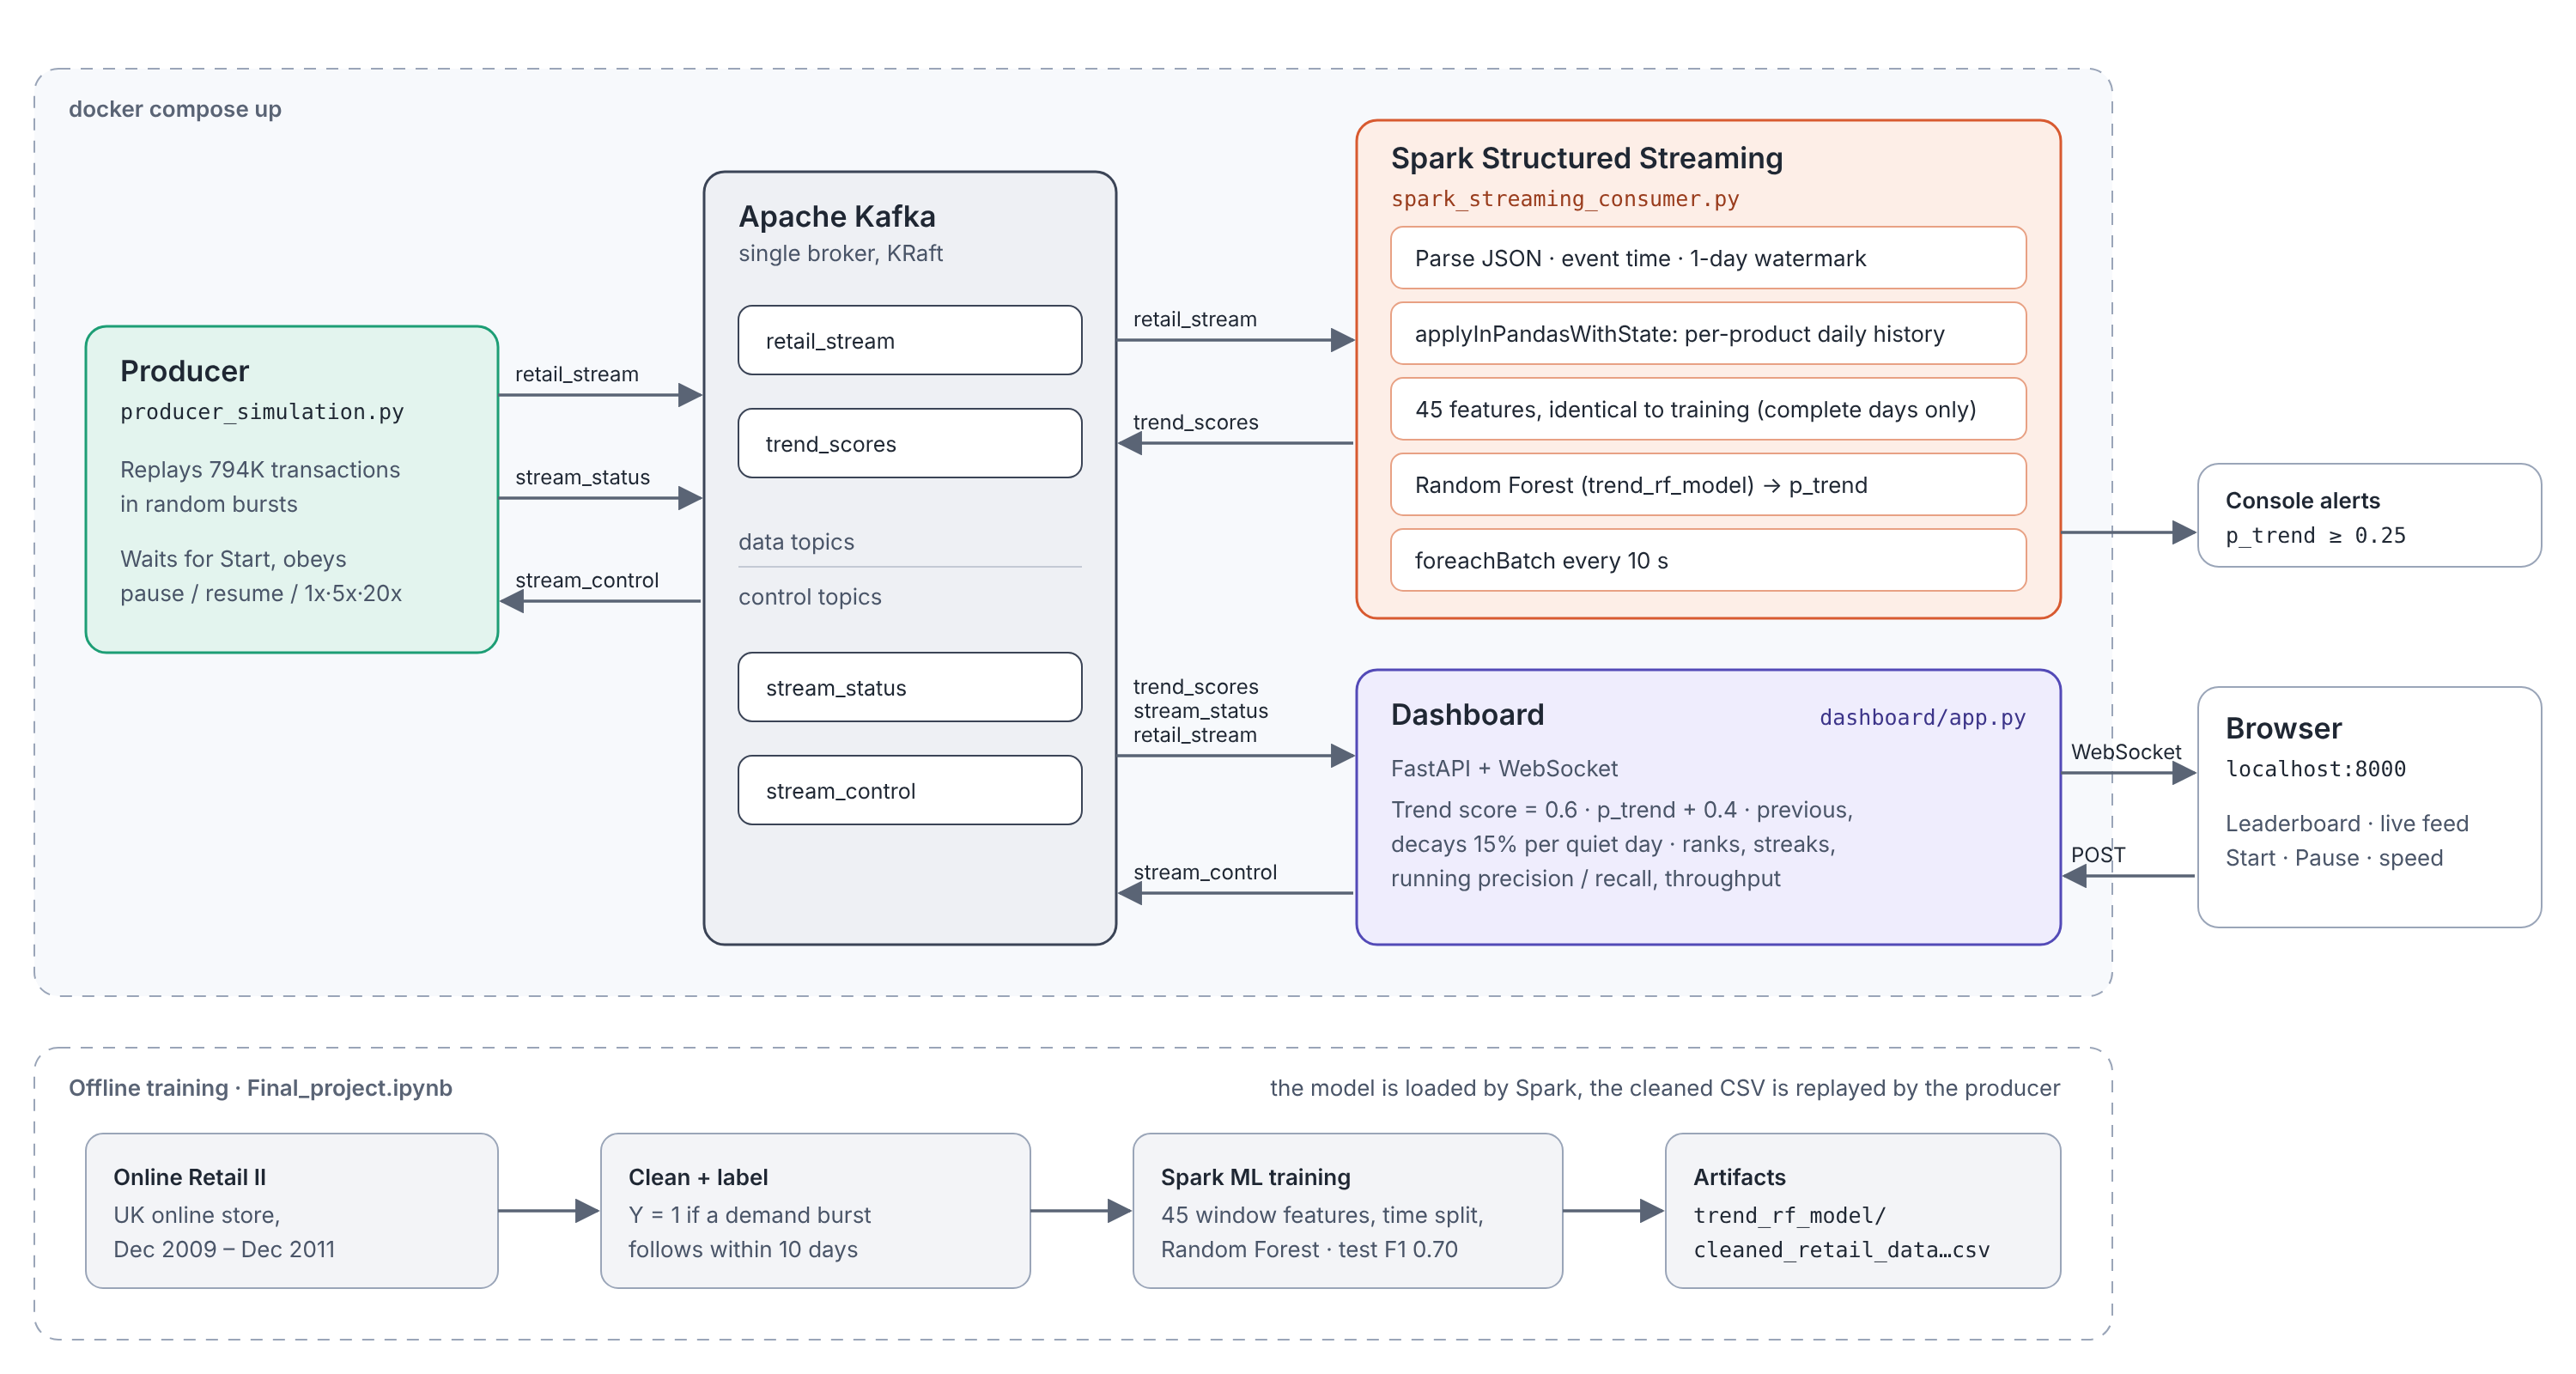 docker compose up
Producer
producer_simulation.py
Replays 794K transactions
in random bursts
Waits for Start, obeys
pause / resume / 1x·5x·20x
retail_stream
stream_status
stream_control
Apache Kafka
single broker, KRaft
retail_stream
trend_scores
data topics
control topics
stream_status
stream_control
retail_stream
trend_scores
trend_scores
stream_status
retail_stream
stream_control
Spark Structured Streaming
spark_streaming_consumer.py
Parse JSON · event time · 1-day watermark
applyInPandasWithState: per-product daily history
45 features, identical to training (complete days only)
Random Forest (trend_rf_model) → p_trend
foreachBatch every 10 s
Console alerts
p_trend ≥ 0.25
Dashboard
dashboard/app.py
FastAPI + WebSocket
Trend score = 0.6 · p_trend + 0.4 · previous,
decays 15% per quiet day · ranks, streaks,
running precision / recall, throughput
WebSocket
POST
Browser
localhost:8000
Leaderboard · live feed
Start · Pause · speed
Offline training · Final_project.ipynb
the model is loaded by Spark, the cleaned CSV is replayed by the producer
Online Retail II
UK online store,
Dec 2009 – Dec 2011
Clean + label
Y = 1 if a demand burst
follows within 10 days
Spark ML training
45 window features, time split,
Random Forest · test F1 0.70
Artifacts
trend_rf_model/
cleaned_retail_data…csv